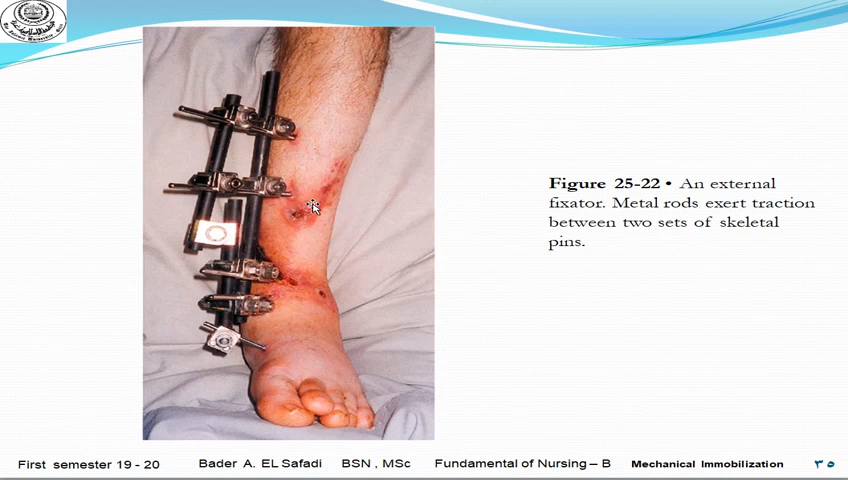 Figure 25-22 • An external
fixator. Metal rods exert traction
between two sets of skeletal
pins.
First semester 19 - 20 Bader A. EL Safadi BSN , MSc Fundamental of Nursing – B Mechanical Immobilization ٣٥